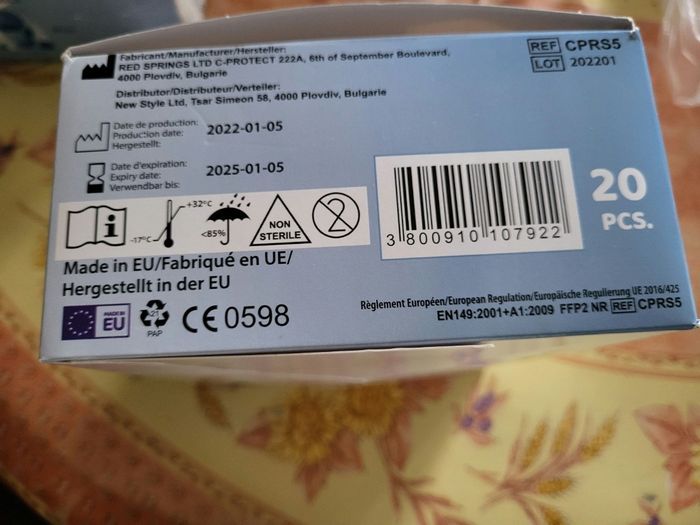 Fabricant/Manufacturer/Hersteller:
RED SPRINGS LTD C-PROTECT 222A, 6th of September Boulevard,
4000 Plovdiv, Bulgarie
Distributor/Distributeur/Verteiler:
New Style Ltd, Tsar Simeon 58, 4000 Plovdiv, Bulgarie
REF CPRS5
LOT 202201
Date de production:
Production date:
Hergestellt:
2022-01-05
Date d'expiration:
Expiry date:
Verwendbar bis:
2025-01-05
i
-17°C
+32°C
<85%
NON
STERILE
2
3 800910 107922
20
PCS.
Made in EU/Fabriqué en UE/
Hergestellt in der EU
MADE IN
EU
21
PAP
CE 0598
Règlement Européen/European Regulation/Europäische Regulierung UE 2016/425
EN149:2001+A1:2009 FFP2 NR REF CPRS5